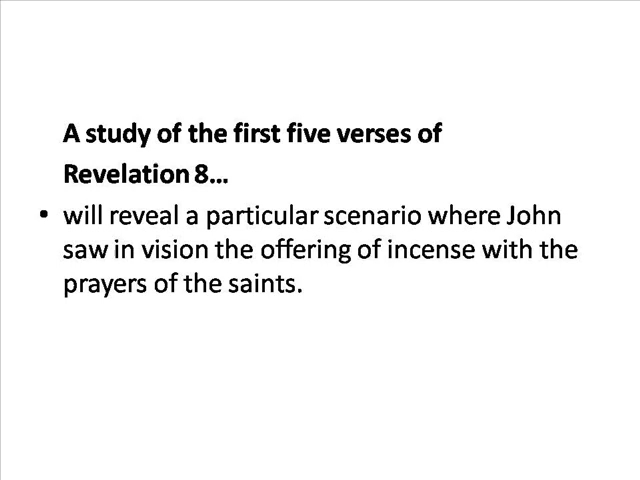 A study of the first five verses of
Revelation 8...
• will reveal a particular scenario where John
saw in vision the offering of incense with the
prayers of the saints.